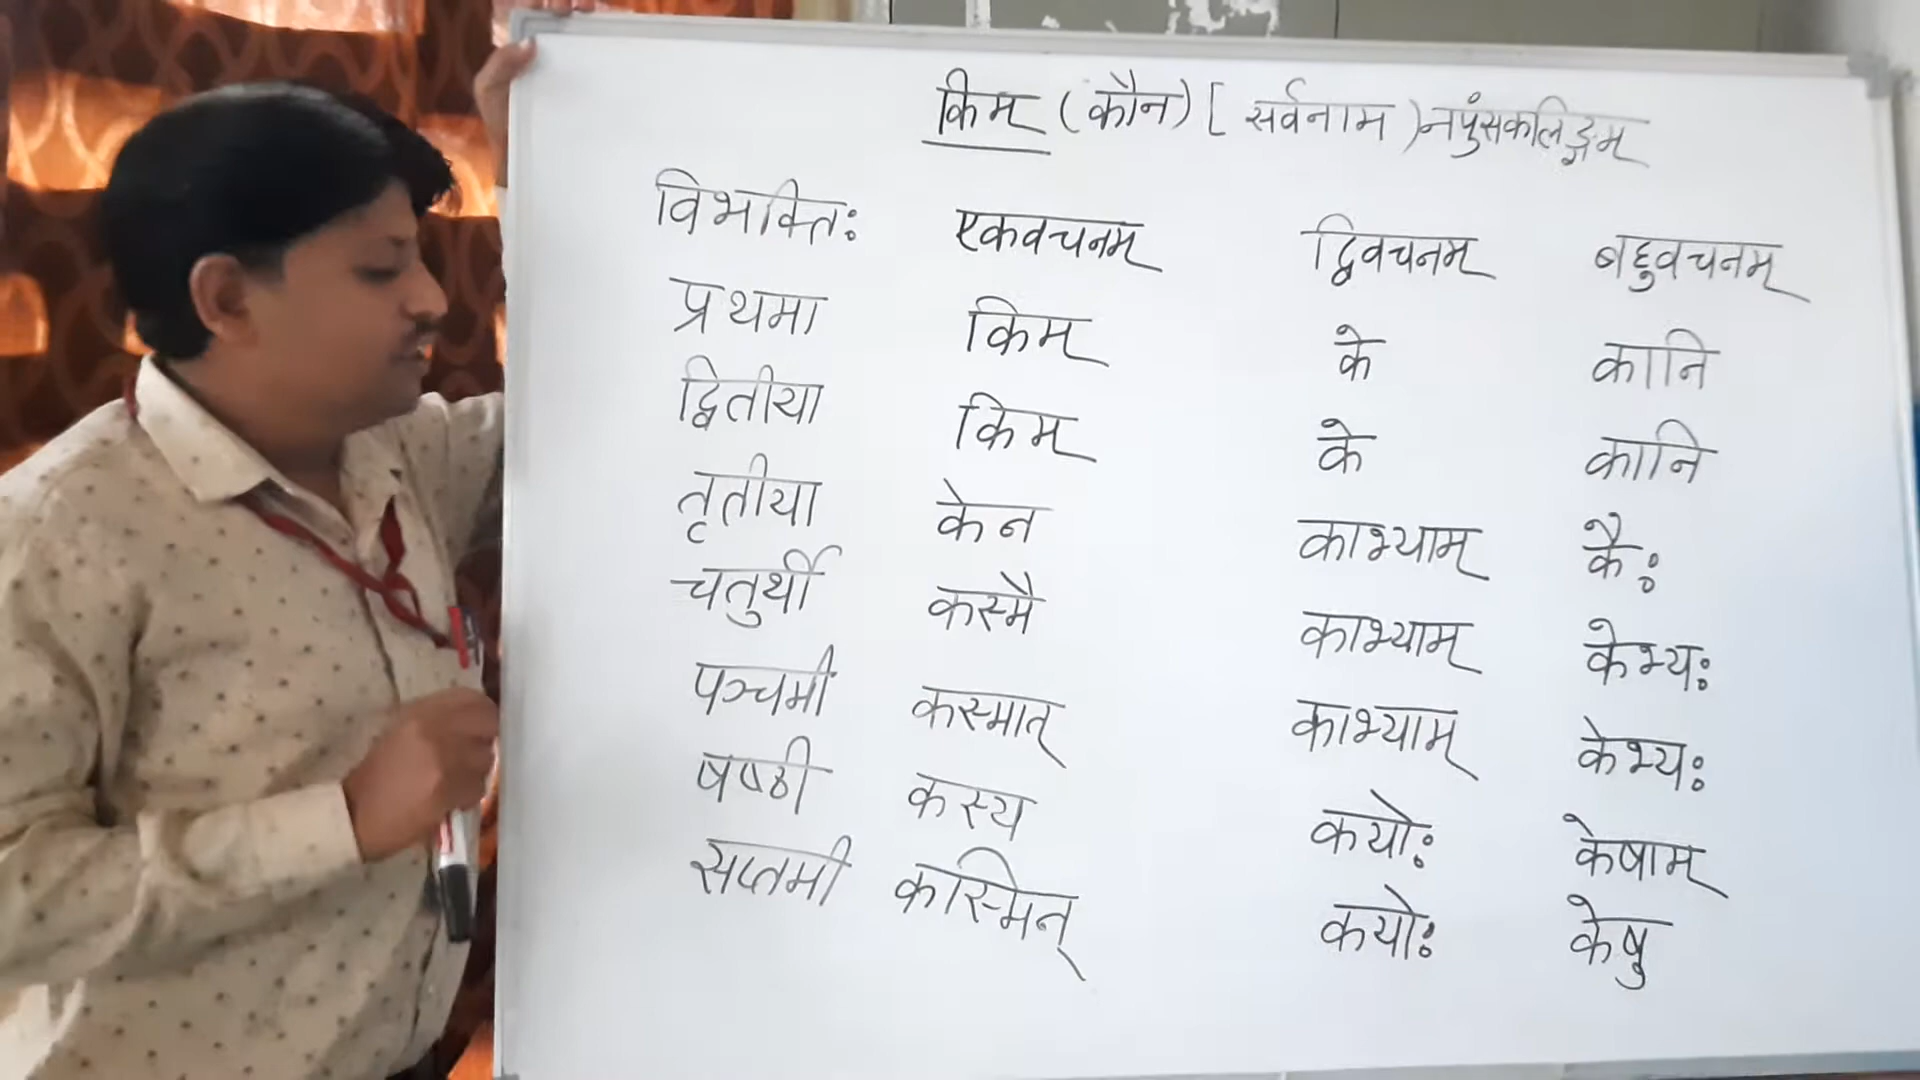 किम् (कौन) [सर्वनाम) नपुंसकलिङ्गम्
विभक्तिः एकवचनम् द्विवचनम् बहुवचनम्
प्रथमा किम् के कानि
द्वितीया किम् के कानि
तृतीया केन काभ्याम् कैः
चतुर्थी कस्मै काभ्याम् केभ्यः
पञ्चमी कस्मात् काभ्याम् केभ्यः
षष्ठी कस्य कयोः केषाम्
सप्तमी कस्मिन् कयोः केषु